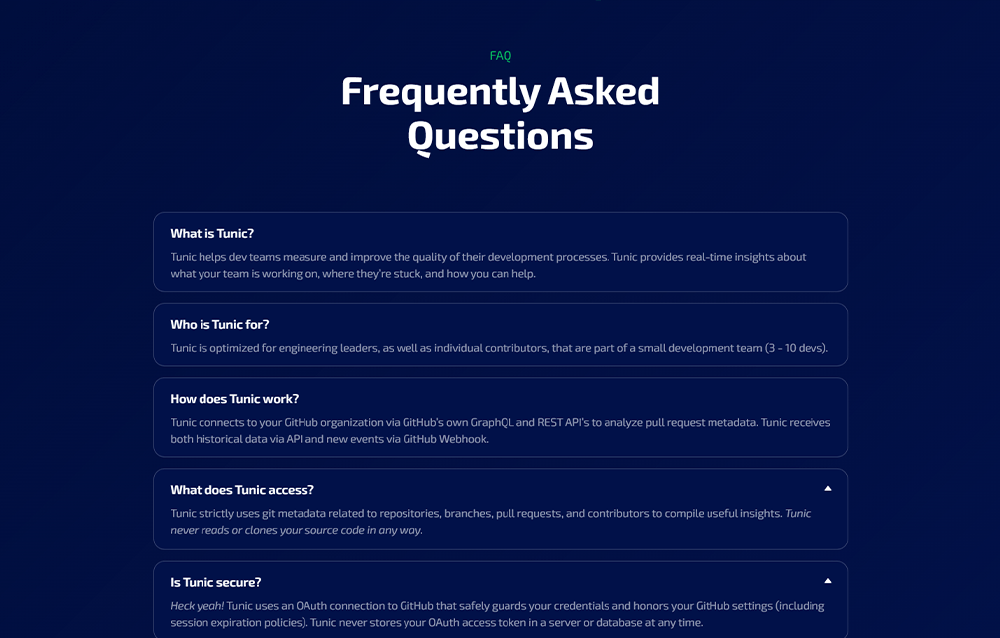 FAQ
Frequently Asked
Questions
What is Tunic?
Tunic helps dev teams measure and improve the quality of their development processes. Tunic provides real-time insights about
what your team is working on, where they're stuck, and how you can help.
Who is Tunic for?
Tunic is optimized for engineering leaders, as well as individual contributors, that are part of a small development team (3 - 10 devs).
How does Tunic work?
Tunic connects to your GitHub organization via GitHub's own GraphQL and REST API's to analyze pull request metadata. Tunic receives
both historical data via API and new events via GitHub Webhook.
What does Tunic access?
Tunic strictly uses git metadata related to repositories, branches, pull requests, and contributors to compile useful insights. Tunic
never reads or clones your source code in any way.
Is Tunic secure?
Heck yeah! Tunic uses an OAuth connection to GitHub that safely guards your credentials and honors your GitHub settings (including
session expiration policies). Tunic never stores your OAuth access token in a server or database at any time.